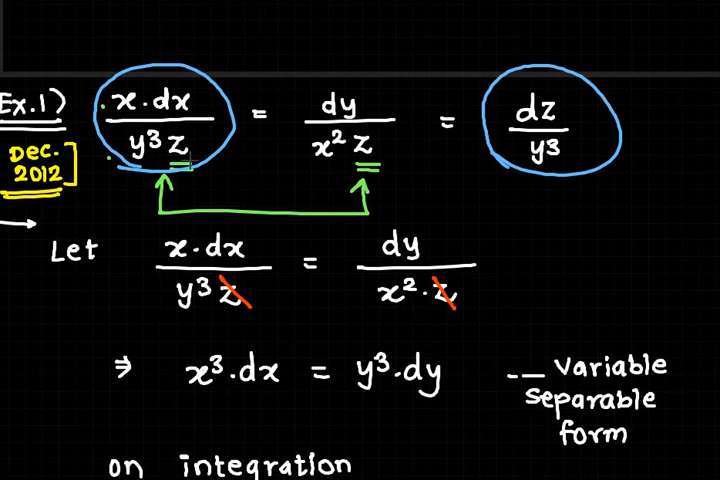 Ex.1) x·dx / y³z = dy / x²z = dz / y³
Dec.
2012
Let x·dx / y³z = dy / x²·z
⇒ x³·dx = y³·dy -- Variable
Separable
form
on integration